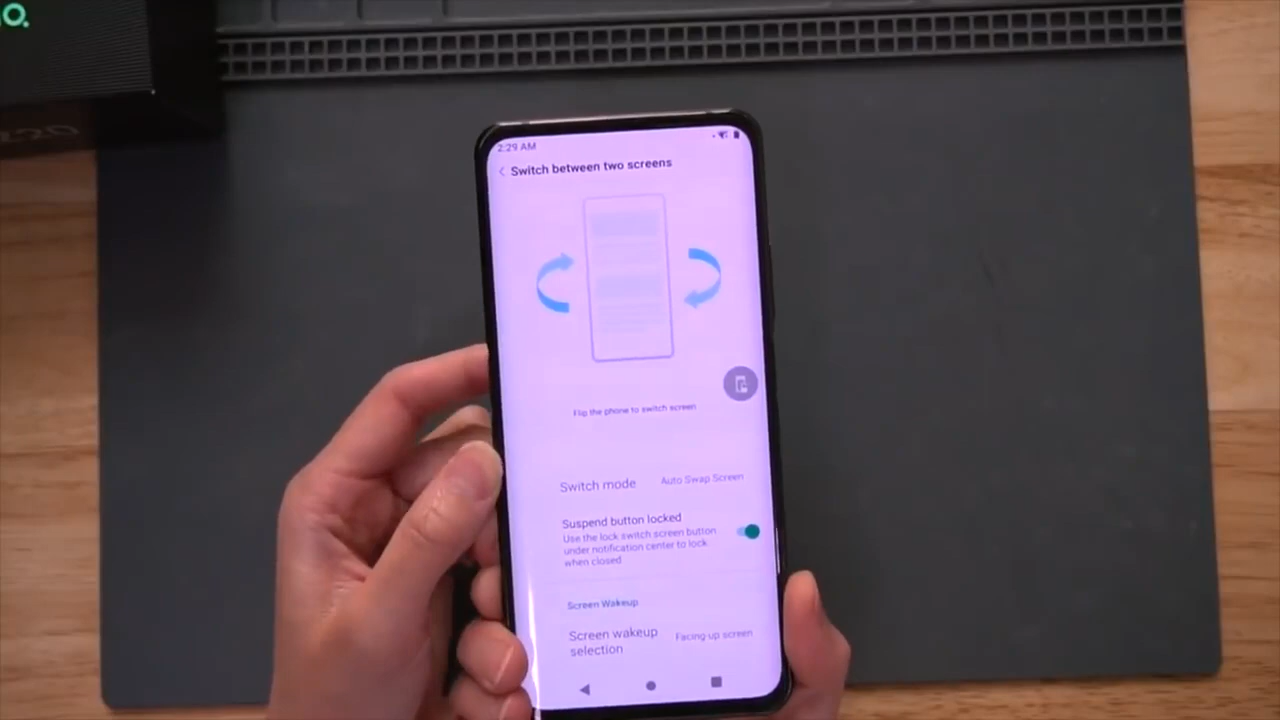 2:29 AM
Switch between two screens
Flip the phone to switch screen
Switch mode
Auto Swap Screen
Suspend button locked
Use the lock switch screen button
under notification center to lock
when closed
Screen Wakeup
Screen wakeup
selection
Facing up screen